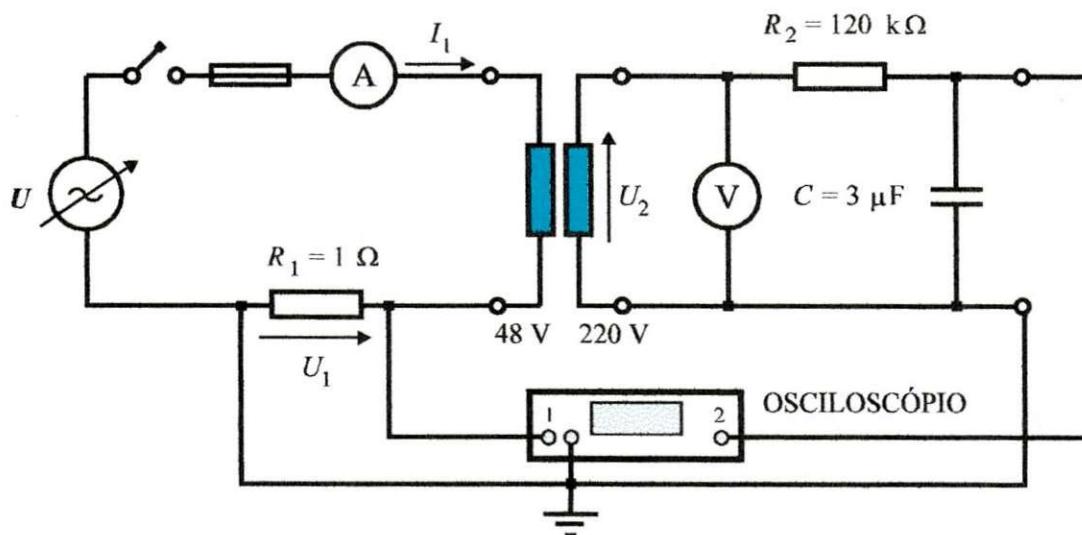 R₂ = 120 kΩ
I₁
A
U
U₂
V
C = 3 µF
R₁ = 1 Ω
48 V
220 V
U₁
1
2
OSCILOSCÓPIO